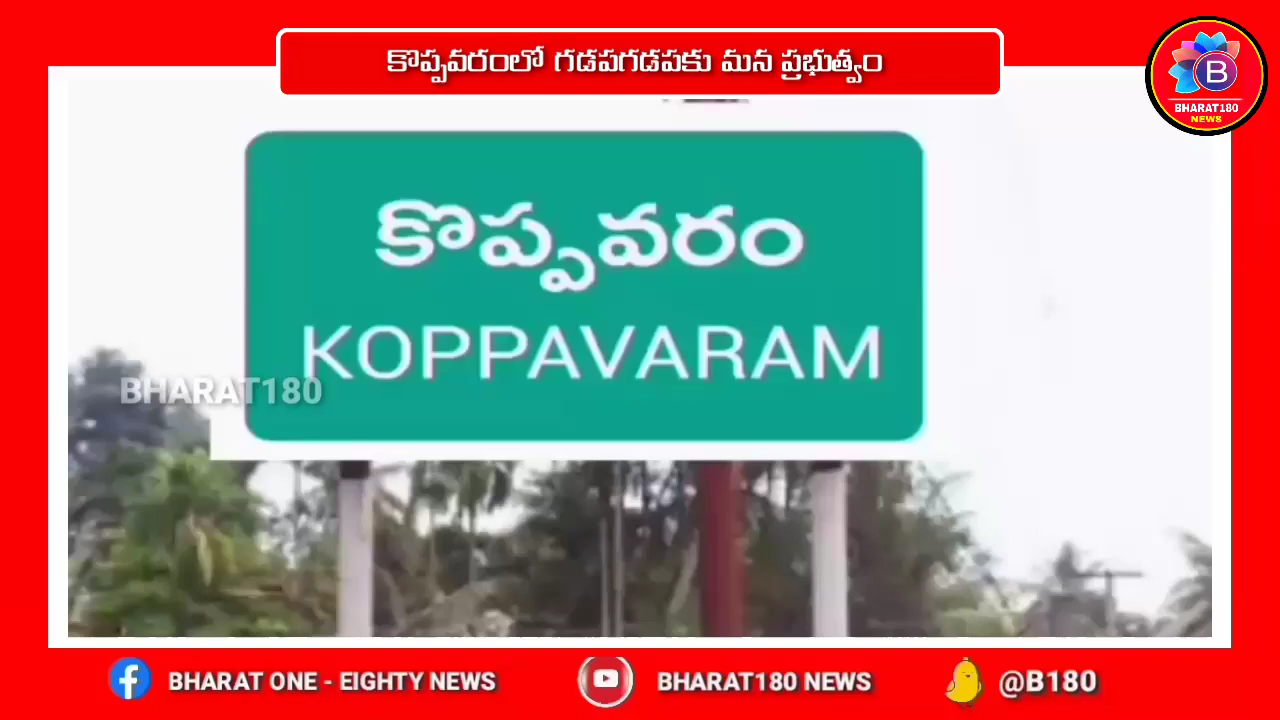 కొప్పవరంలో గడపగడపకు మన ప్రభుత్వం
B
BHARAT180
NEWS
కొప్పవరం
KOPPAVARAM
BHARAT180
BHARAT ONE - EIGHTY NEWS
BHARAT180 NEWS
@B180